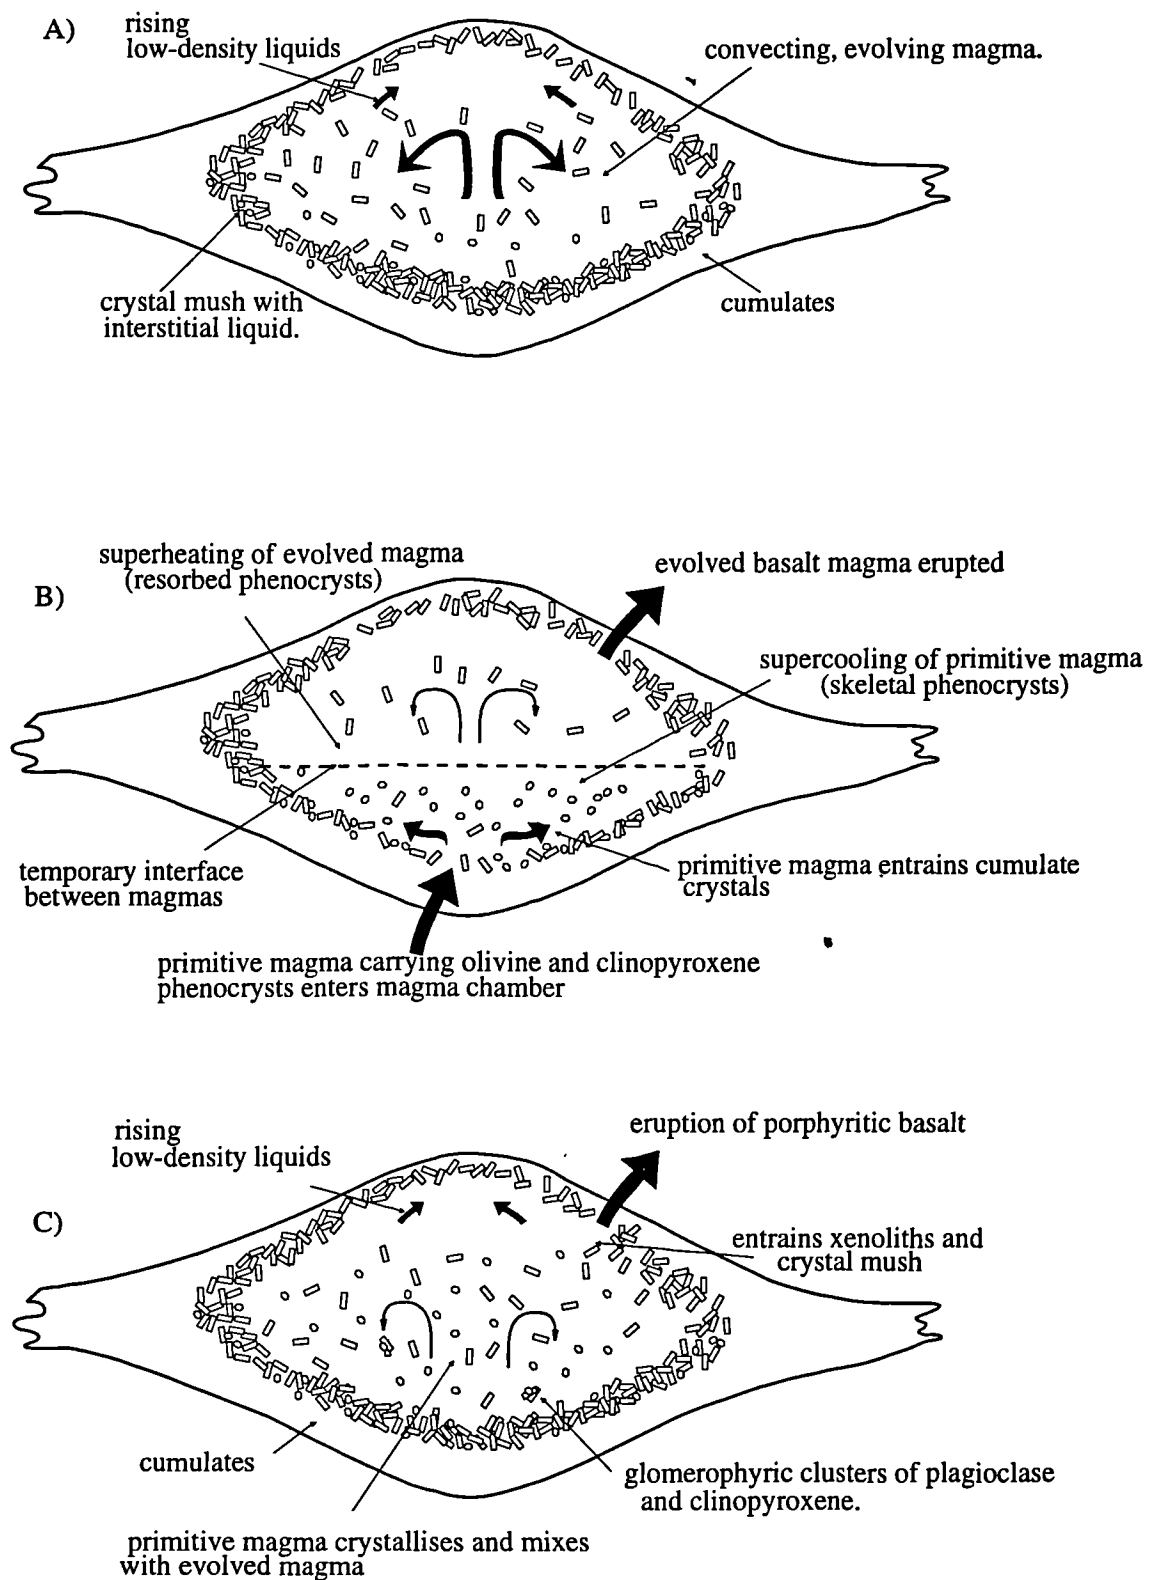 A)
rising
low-density liquids
convecting, evolving magma.
crystal mush with
interstitial liquid.
cumulates
B)
superheating of evolved magma
(resorbed phenocrysts)
evolved basalt magma erupted
supercooling of primitive magma
(skeletal phenocrysts)
temporary interface
between magmas
primitive magma entrains cumulate
crystals
primitive magma carrying olivine and clinopyroxene
phenocrysts enters magma chamber
C)
rising
low-density liquids
eruption of porphyritic basalt
entrains xenoliths and
crystal mush
cumulates
glomerophyric clusters of plagioclase
and clinopyroxene.
primitive magma crystallises and mixes
with evolved magma